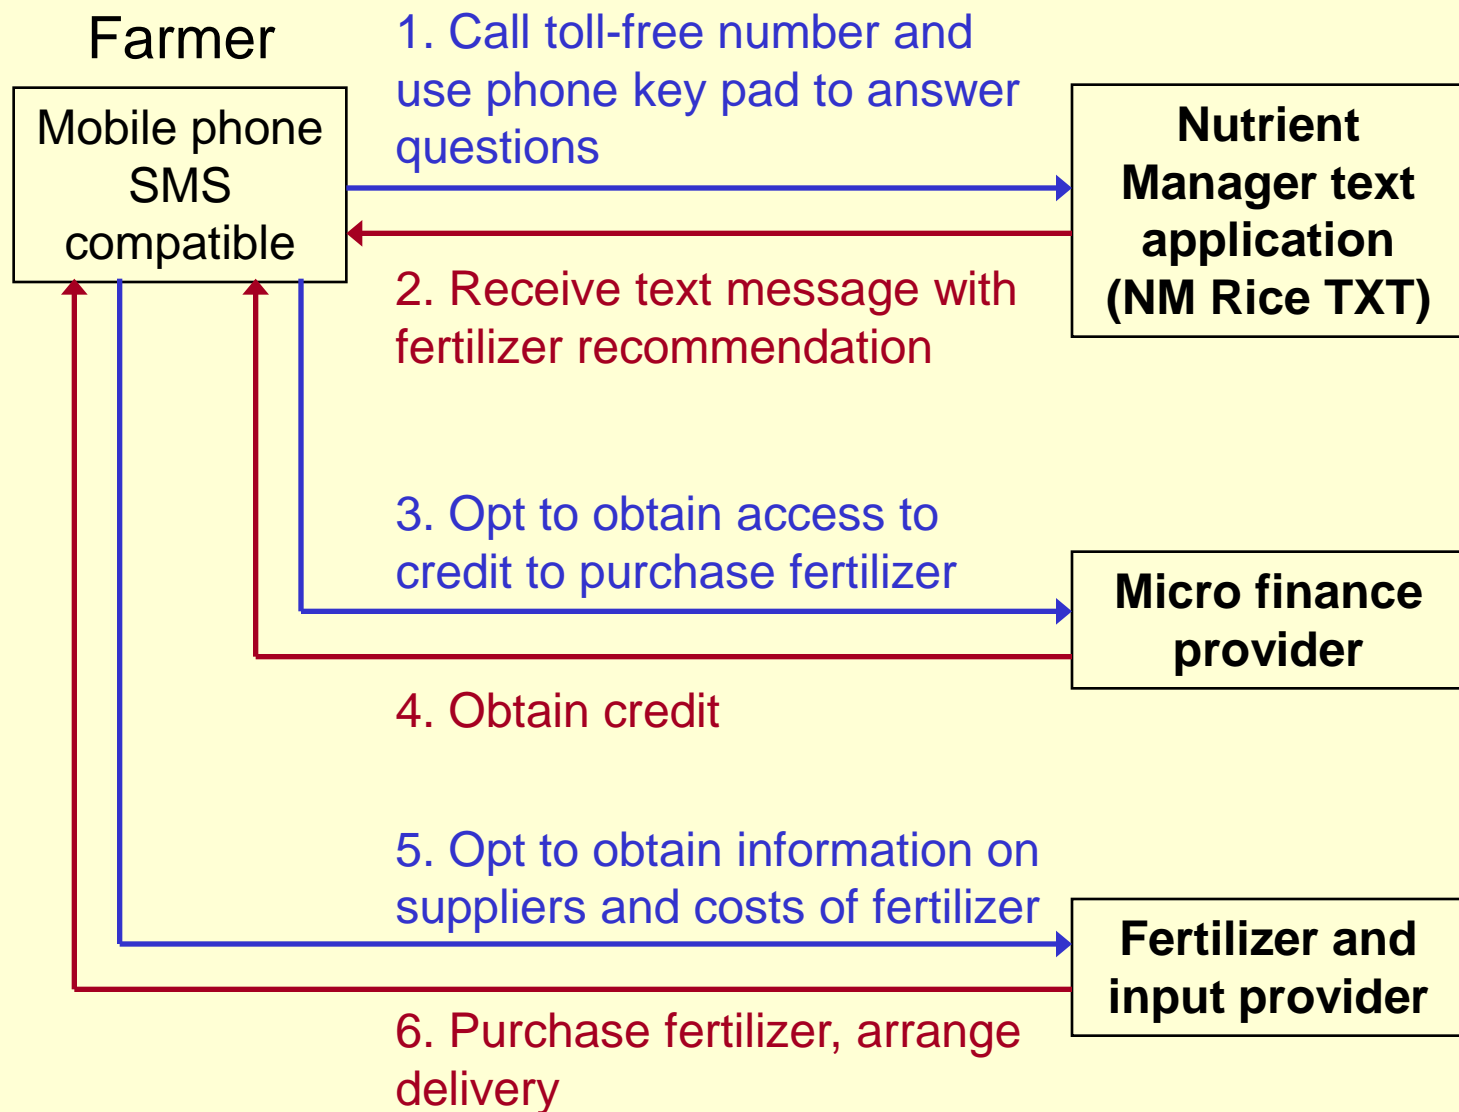 Farmer
Mobile phone
SMS
compatible
1. Call toll-free number and
use phone key pad to answer
questions
Nutrient
Manager text
application
(NM Rice TXT)
2. Receive text message with
fertilizer recommendation
3. Opt to obtain access to
credit to purchase fertilizer
Micro finance
provider
4. Obtain credit
5. Opt to obtain information on
suppliers and costs of fertilizer
Fertilizer and
input provider
6. Purchase fertilizer, arrange
delivery